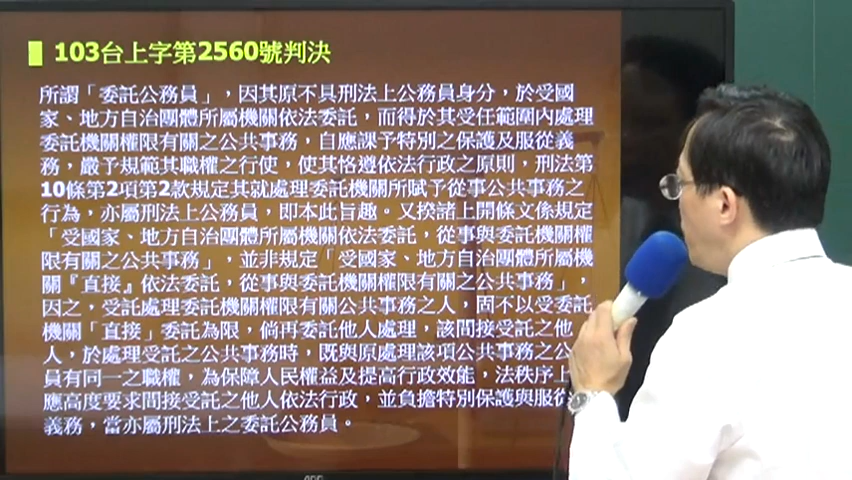 103台上字第2560號判決
所謂「委託公務員」，因其原不具刑法上公務員身分，於受國
家、地方自治團體所屬機關依法委託，而得於其受任範圍內處理
委託機關權限有關之公共事務，自應課予特別之保護及服從義
務，嚴予規範其職權之行使，使其恪遵依法行政之原則，刑法第
10條第2項第2款規定其就處理委託機關所賦予從事公共事務之
行為，亦屬刑法上公務員，即本此旨趣。又揆諸上開條文係規定
「受國家、地方自治團體所屬機關依法委託，從事與委託機關權
限有關之公共事務」，並非規定「受國家、地方自治團體所屬機
關『直接』依法委託，從事與委託機關權限有關之公共事務」，
因之，受託處理委託機關權限有關公共事務之人，固不以受委託
機關「直接」委託為限，倘再委託他人處理，該間接受託之他
人，於處理受託之公共事務時，既與原處理該項公共事務之公
員有同一之職權，為保障人民權益及提高行政效能，法秩序上
應高度要求間接受託之他人依法行政，並負擔特別保護與服從
義務，當亦屬刑法上之委託公務員。